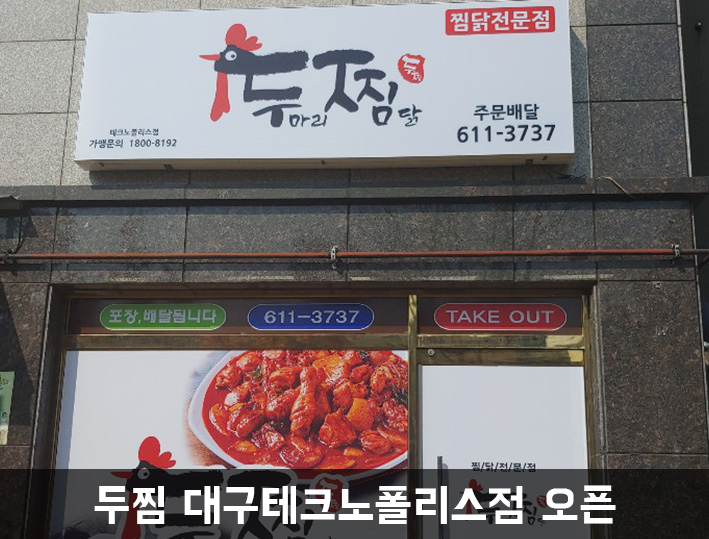 찜닭전문점
두마리찜닭
두찜
테크노폴리스점
가맹문의 1800-8192
주문배달
611-3737
포장,배달됩니다
611-3737
TAKE OUT
찜/닭/전/문/점
두찜 대구테크노폴리스점 오픈